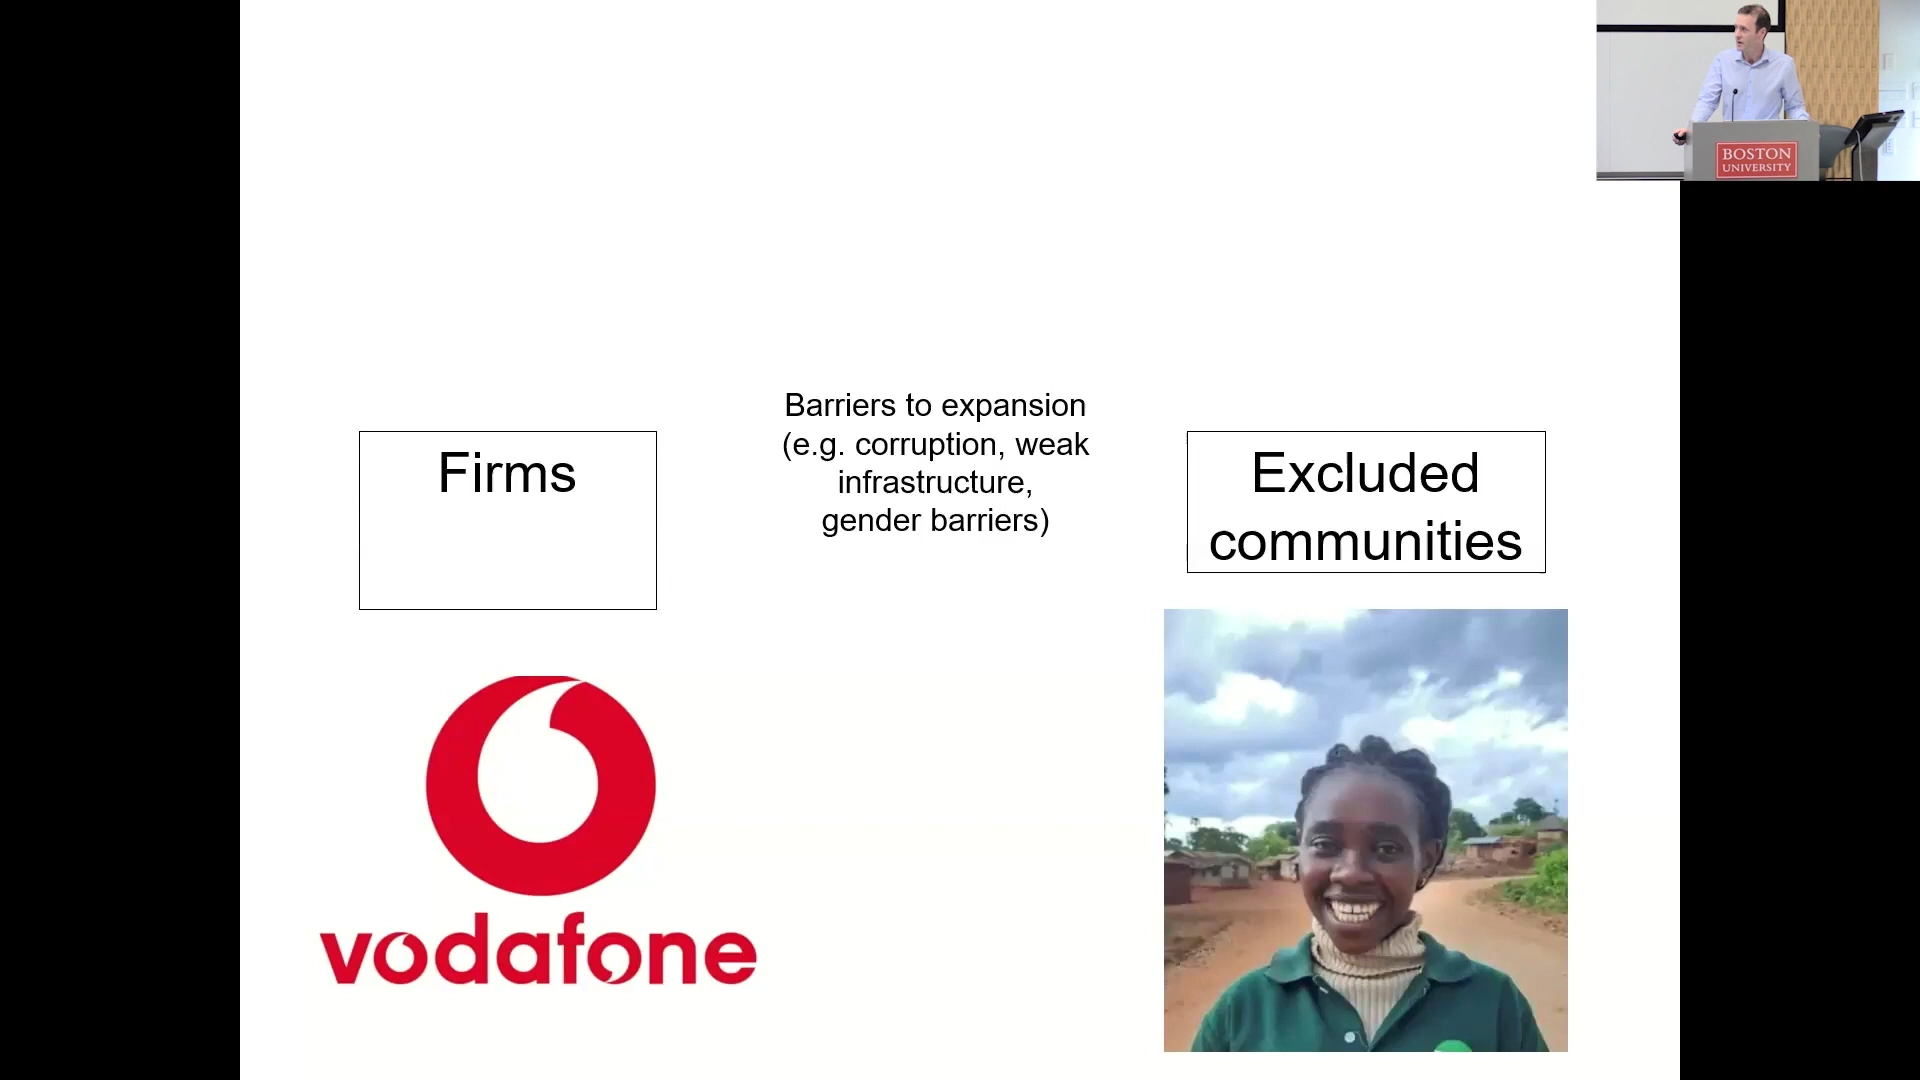 BOSTON
UNIVERSITY
Barriers to expansion
(e.g. corruption, weak
infrastructure,
gender barriers)
Firms
Excluded
communities
vodafone